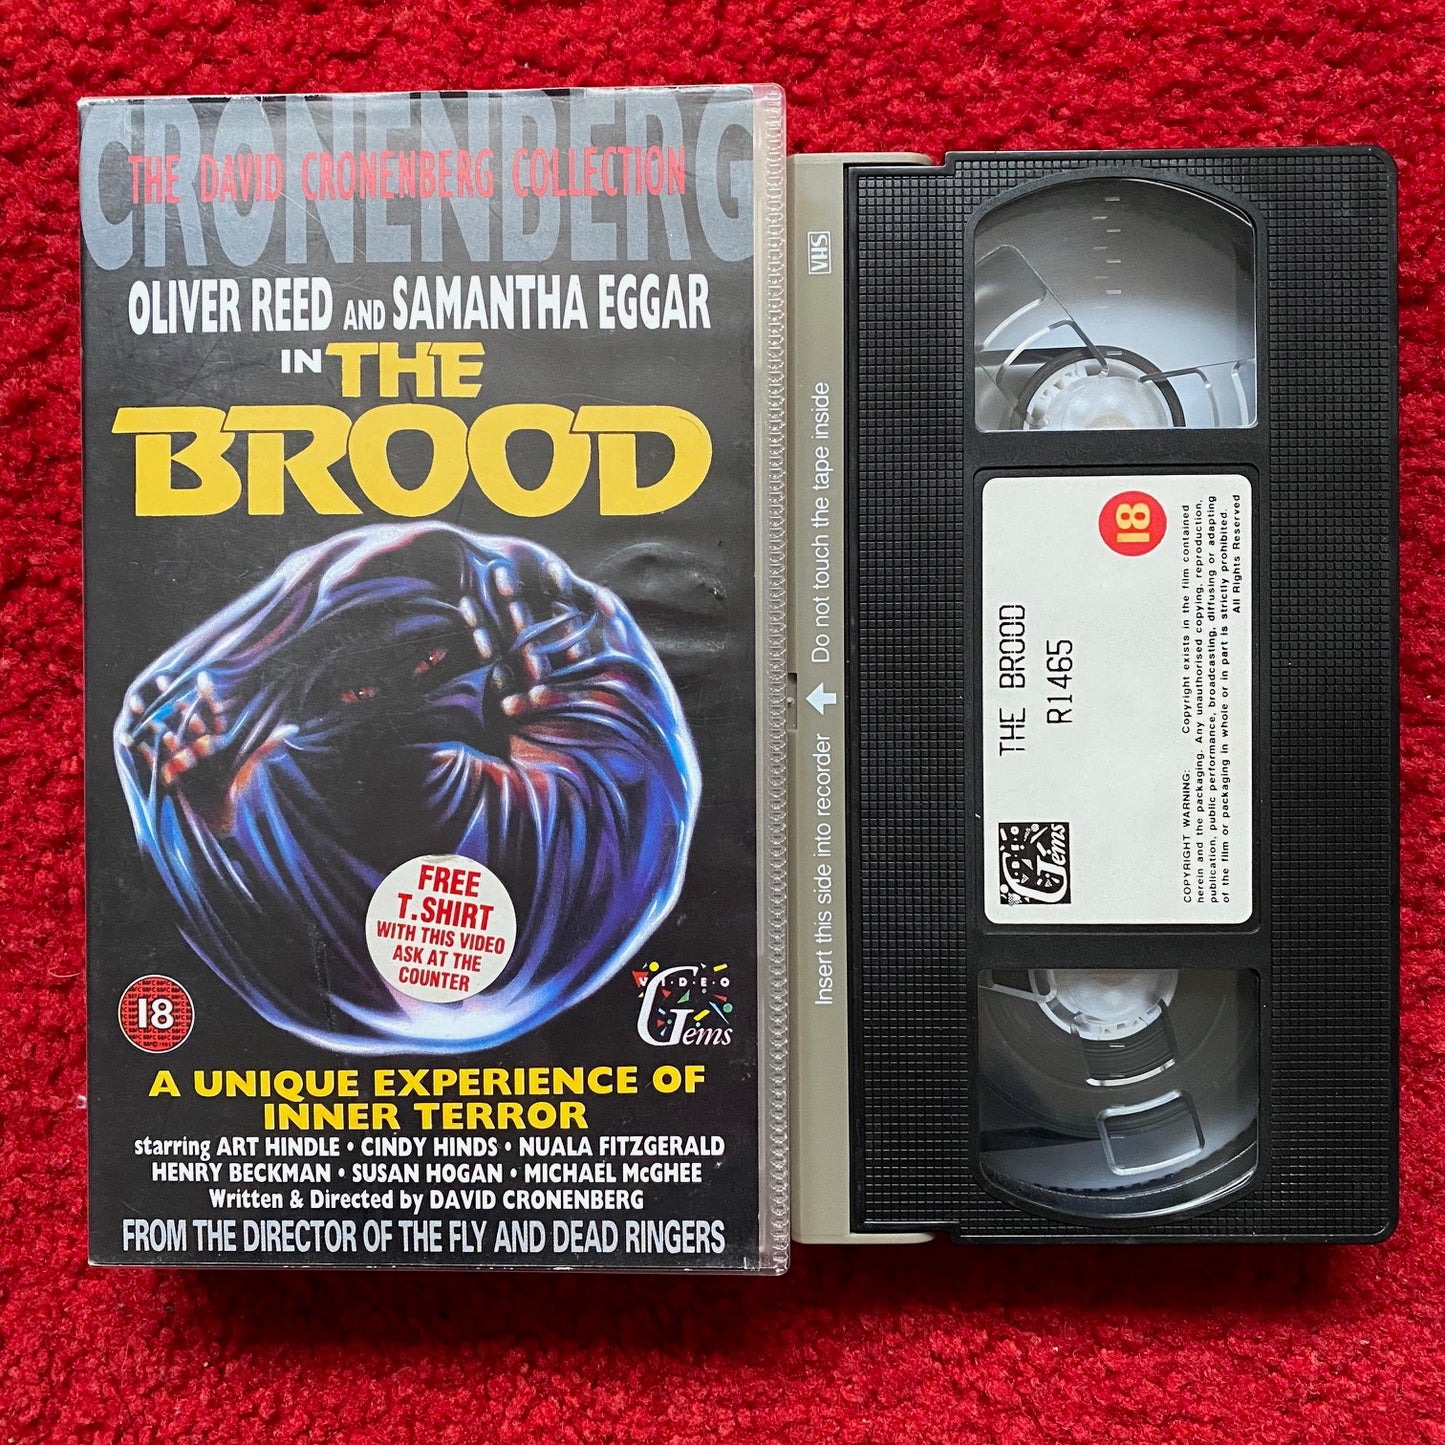 CRONENBERG
THE DAVID CRONENBERG COLLECTION
OLIVER REED AND SAMANTHA EGGAR
IN THE
BROOD
FREE
T.SHIRT
WITH THIS VIDEO
ASK AT THE
COUNTER
18
VIDEO
Gems
A UNIQUE EXPERIENCE OF
INNER TERROR
starring ART HINDLE • CINDY HINDS • NUALA FITZGERALD
HENRY BECKMAN • SUSAN HOGAN • MICHAEL McGHEE
Written & Directed by DAVID CRONENBERG
FROM THE DIRECTOR OF THE FLY AND DEAD RINGERS
VHS
Insert this side into recorder Do not touch the tape inside
18
THE BROOD
R1465
VIDEO
Gems
COPYRIGHT WARNING: Copyright exists in the film contained
herein and the packaging. Any unauthorised copying, reproduction,
publication, public performance, broadcasting, diffusing or adapting
of the film or packaging in whole or in part is strictly prohibited.
All Rights Reserved